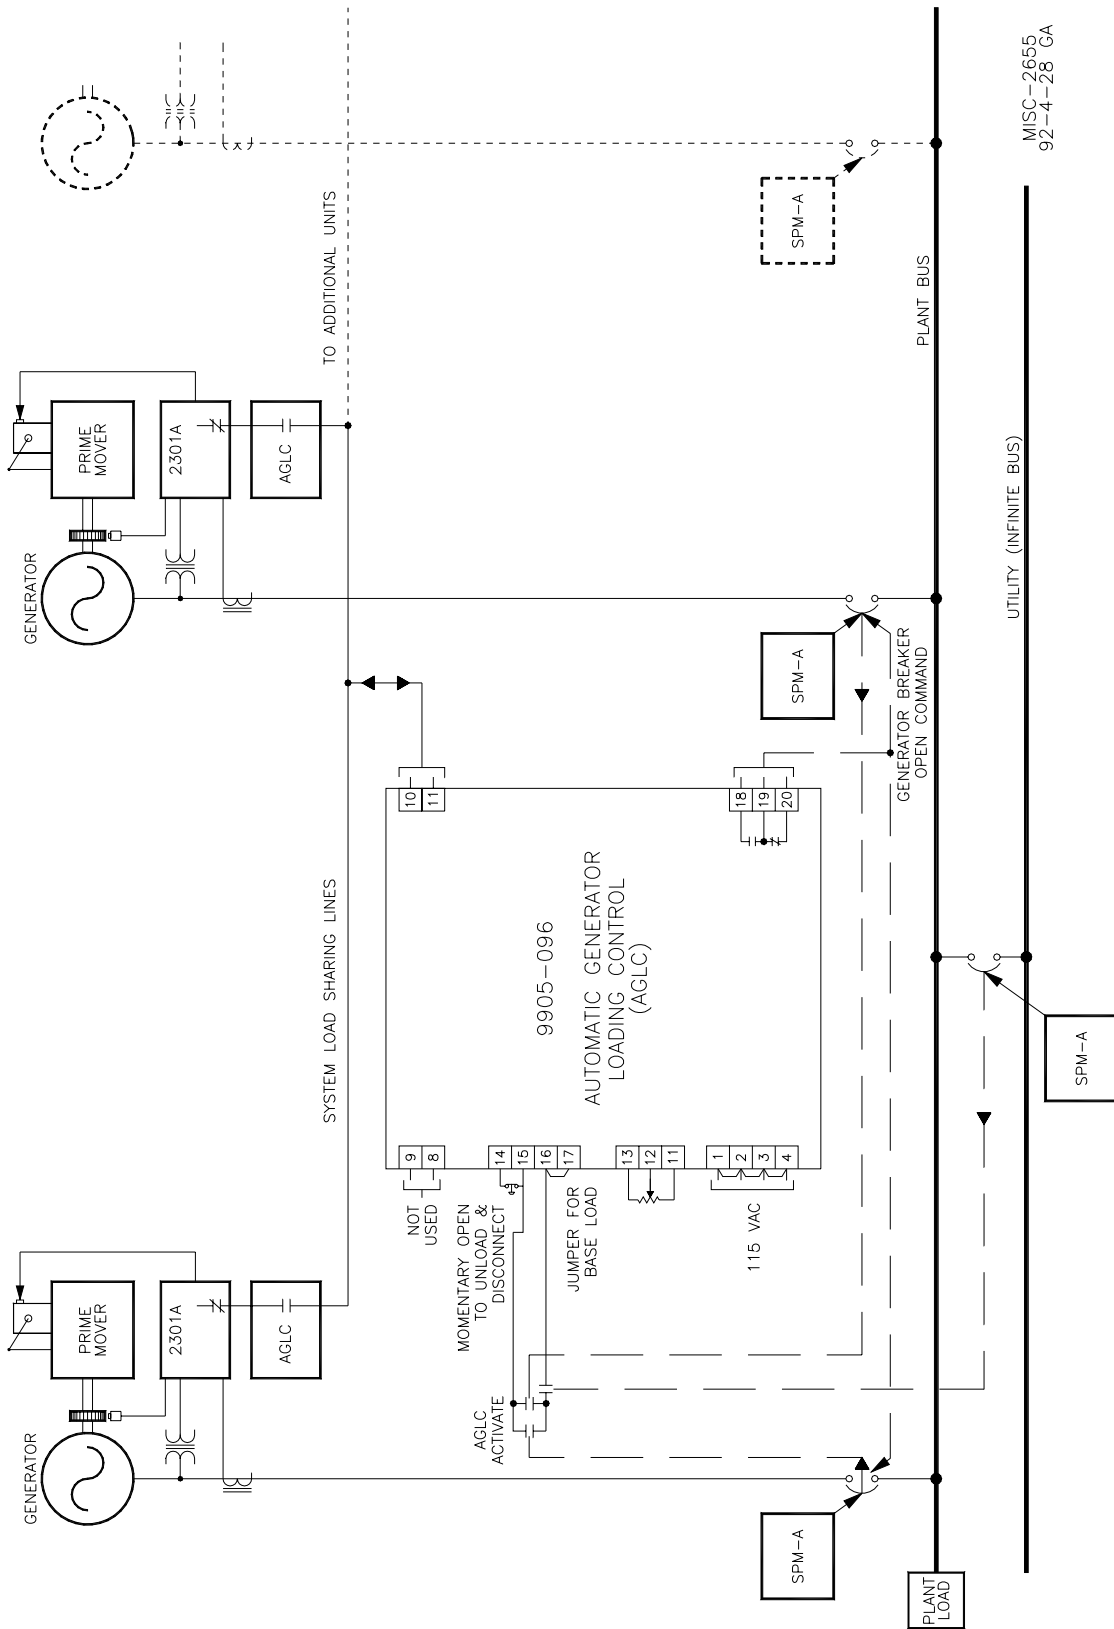 GENERATOR
PRIME
MOVER
2301A
AGLC
GENERATOR
PRIME
MOVER
2301A
AGLC
SYSTEM LOAD SHARING LINES
TO ADDITIONAL UNITS
NOT
USED
9
8
10
11
MOMENTARY OPEN
TO UNLOAD &
DISCONNECT
14
15
16
17
AGLC
ACTIVATE
JUMPER FOR
BASE LOAD
9905-096
AUTOMATIC GENERATOR
LOADING CONTROL
(AGLC)
13
12
11
115 VAC
1
2
3
4
18
19
20
SPM-A
SPM-A
SPM-A
GENERATOR BREAKER
OPEN COMMAND
PLANT
LOAD
PLANT BUS
UTILITY (INFINITE BUS)
SPM-A
MISC-2655
92-4-28 GA